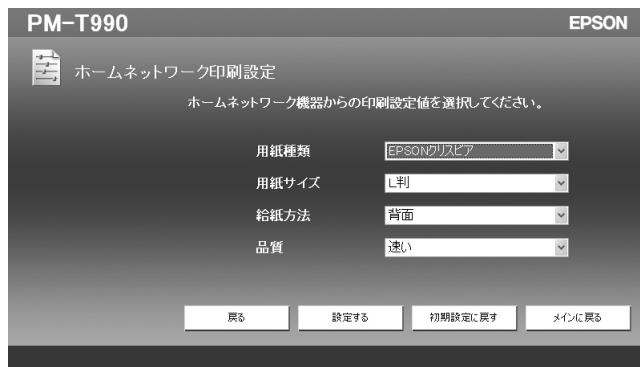 PM-T990
EPSON
ホームネットワーク印刷設定
ホームネットワーク機器からの印刷設定値を選択してください。
用紙種類 EPSONクリスピア
用紙サイズ L判
給紙方法 背面
品質 速い
戻る 設定する 初期設定に戻す メインに戻る